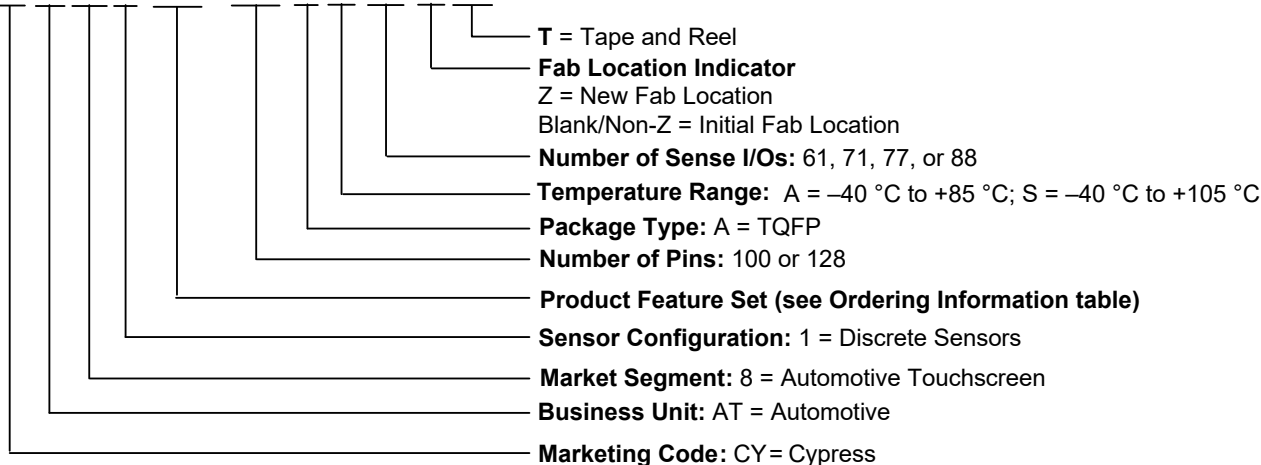 T = Tape and Reel
Fab Location Indicator
Z = New Fab Location
Blank/Non-Z = Initial Fab Location
Number of Sense I/Os: 61, 71, 77, or 88
Temperature Range: A = –40 °C to +85 °C; S = –40 °C to +105 °C
Package Type: A = TQFP
Number of Pins: 100 or 128
Product Feature Set (see Ordering Information table)
Sensor Configuration: 1 = Discrete Sensors
Market Segment: 8 = Automotive Touchscreen
Business Unit: AT = Automotive
Marketing Code: CY = Cypress